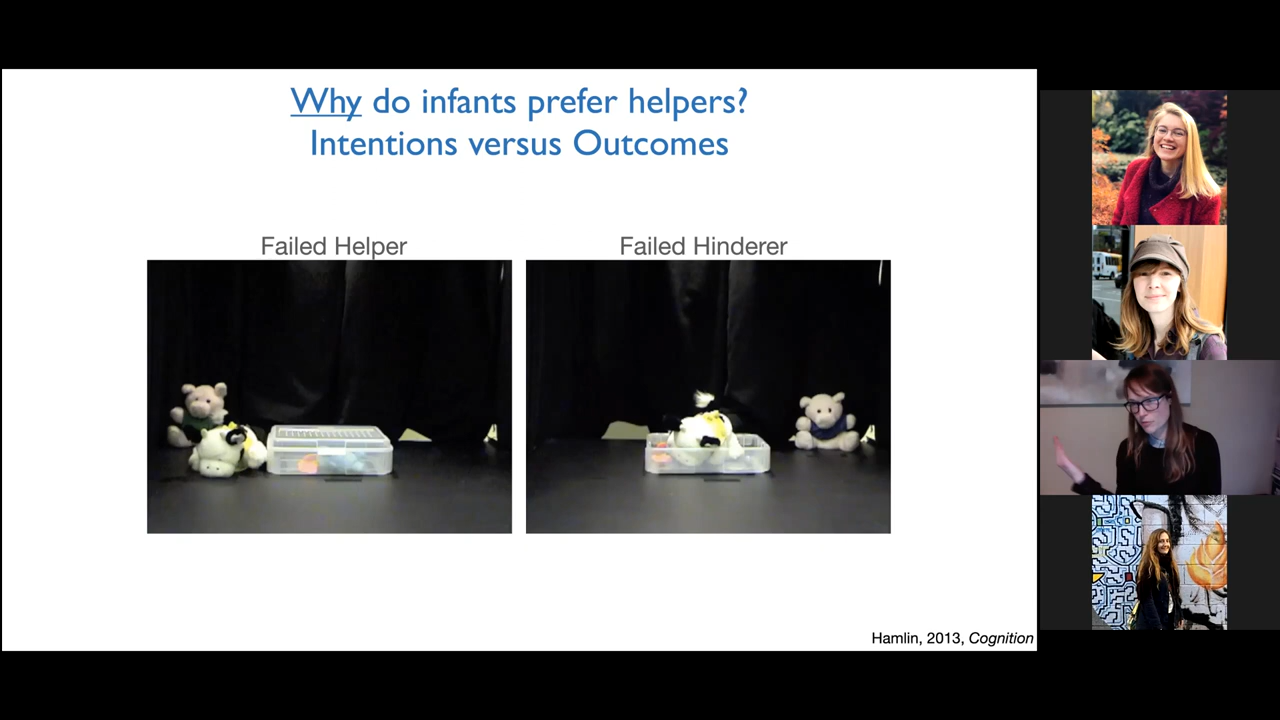 Why do infants prefer helpers?
Intentions versus Outcomes
Failed Helper
Failed Hinderer
Hamlin, 2013, Cognition